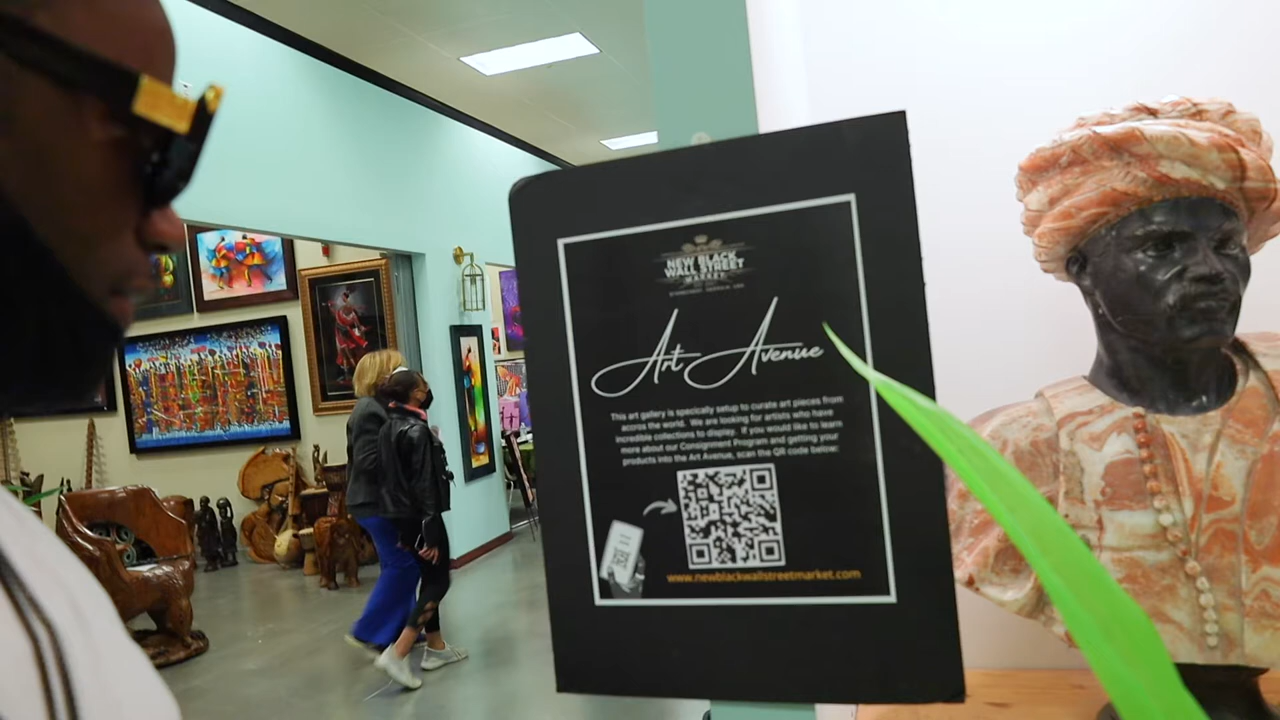 NEW BLACK
WALL STREET
MARKET
Art Avenue
This art gallery is specically setup to curate art pieces from
accros the world. We are looking for artists who have
incredible collections to display. If you would like to learn
more about our Consignment Program and getting your
products into the Art Avenue, scan the QR code below:
www.newblackwallstreetmarket.com